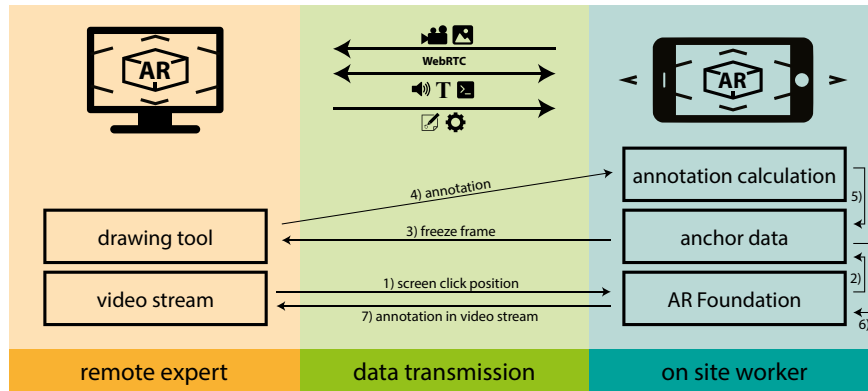 AR
WebRTC
T
AR
4) annotation
annotation calculation
5)
drawing tool
3) freeze frame
anchor data
2)
video stream
1) screen click position
7) annotation in video stream
AR Foundation
6)
remote expert
data transmission
on site worker